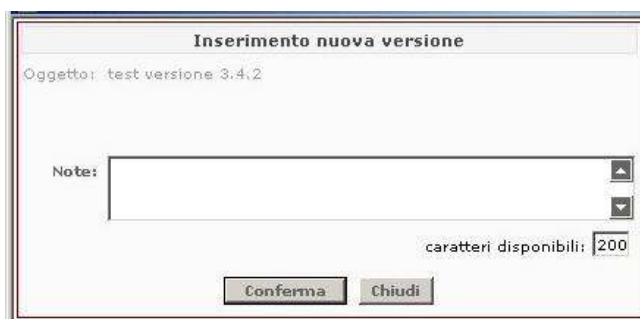 Inserimento nuova versione
Oggetto: test versione 3.4.2
Note:
caratteri disponibili: 200
Conferma Chiudi